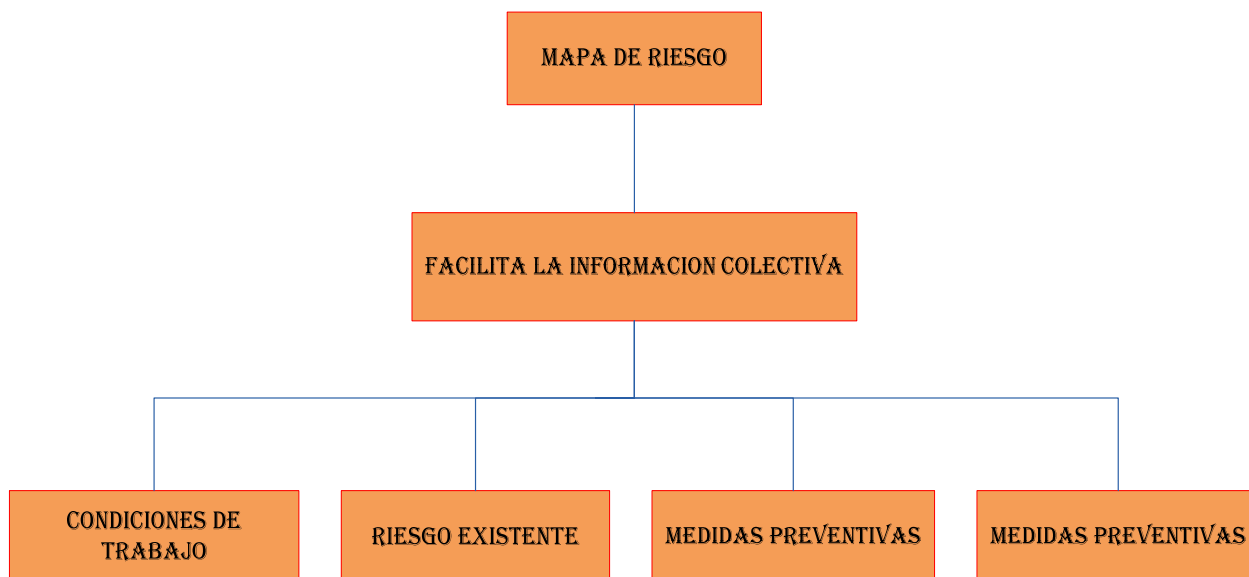 MAPA DE RIESGO
FACILITA LA INFORMACION COLECTIVA
CONDICIONES DE
TRABAJO
RIESGO EXISTENTE
MEDIDAS PREVENTIVAS
MEDIDAS PREVENTIVAS